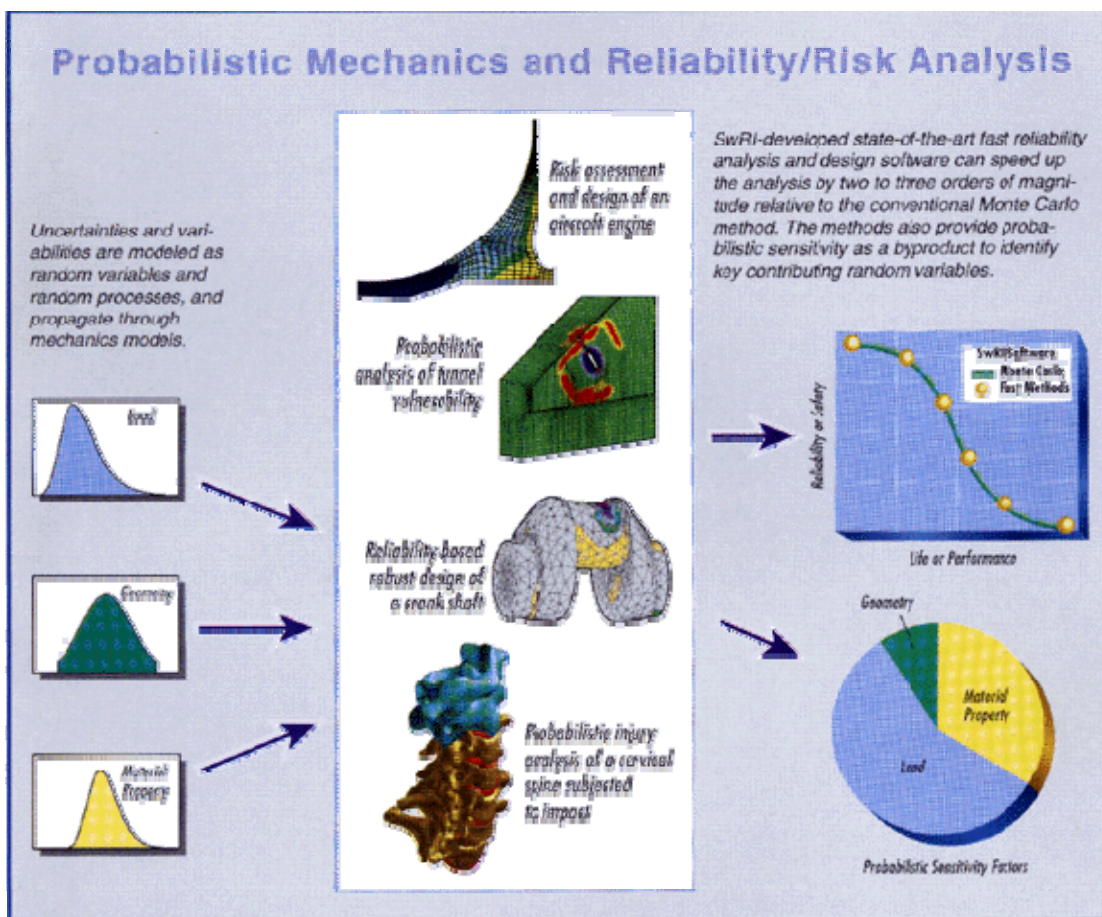 Probabilistic Mechanics and Reliability/Risk Analysis
Uncertainties and vari-
abilities are modeled as
random variables and
random processes, and
propagate through
mechanics models.
Load
Geometry
Material
Property
Risk assessment
and design of an
aircraft engine
Probabilistic
analysis of tunnel
vulnerability
Reliability-based
robust design of
a crank shaft
Probabilistic injury
analysis of a cervical
spine subjected
to impact
SwRI-developed state-of-the-art fast reliability
analysis and design software can speed up
the analysis by two to three orders of magni-
tude relative to the conventional Monte Carlo
method. The methods also provide proba-
bilistic sensitivity as a byproduct to identify
key contributing random variables.
Reliability or Safety
SwRI Software
Monte Carlo
Fast Methods
Life or Performance
Geometry
Material
Property
Load
Probabilistic Sensitivity Factors